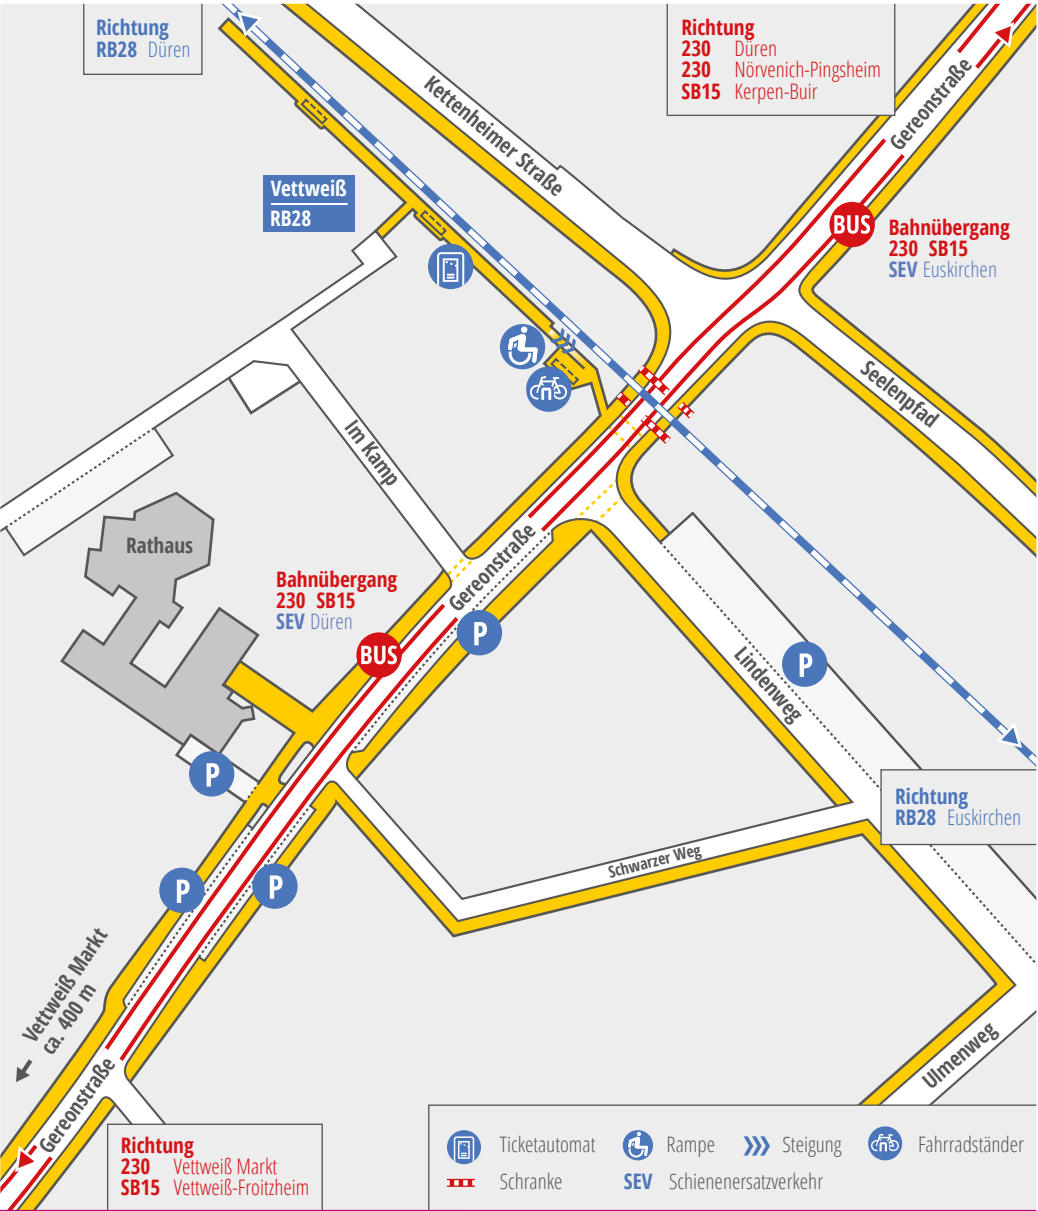 Richtung
RB28 Düren
Richtung
230 Düren
230 Nörvenich-Pingsheim
SB15 Kerpen-Buir
Gereonstraße
Kettenheimer Straße
Vettweiß
RB28
BUS
Bahnübergang
230 SB15
SEV Euskirchen
Seelenpfad
Im Kamp
Rathaus
Gereonstraße
Bahnübergang
230 SB15
SEV Düren
BUS
P
P
Lindenweg
P
Richtung
RB28 Euskirchen
Schwarzer Weg
P
P
Vettweiß Markt
ca. 400 m
Ulmenweg
Gereonstraße
Richtung
230 Vettweiß Markt
SB15 Vettweiß-Froitzheim
Ticketautomat
Rampe
Steigung
Fahrradständer
Schranke
SEV Schienenersatzverkehr